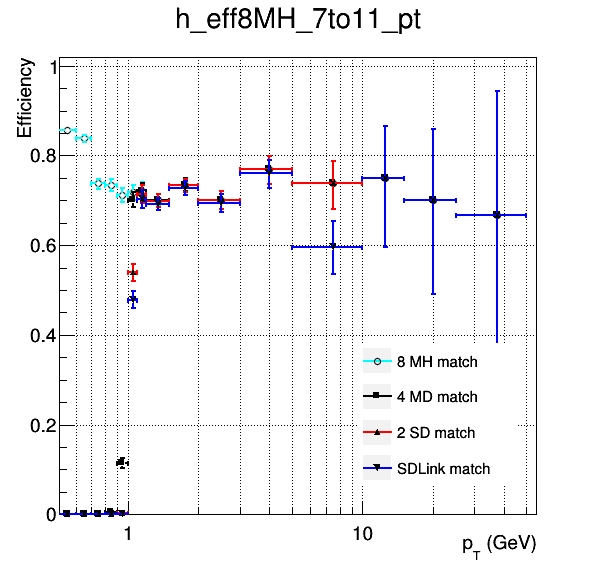 h_eff8MH_7to11_pt
Efficiency
1
0.8
0.6
0.4
0.2
0
8 MH match
4 MD match
2 SD match
SDLink match
1
10
p_T (GeV)